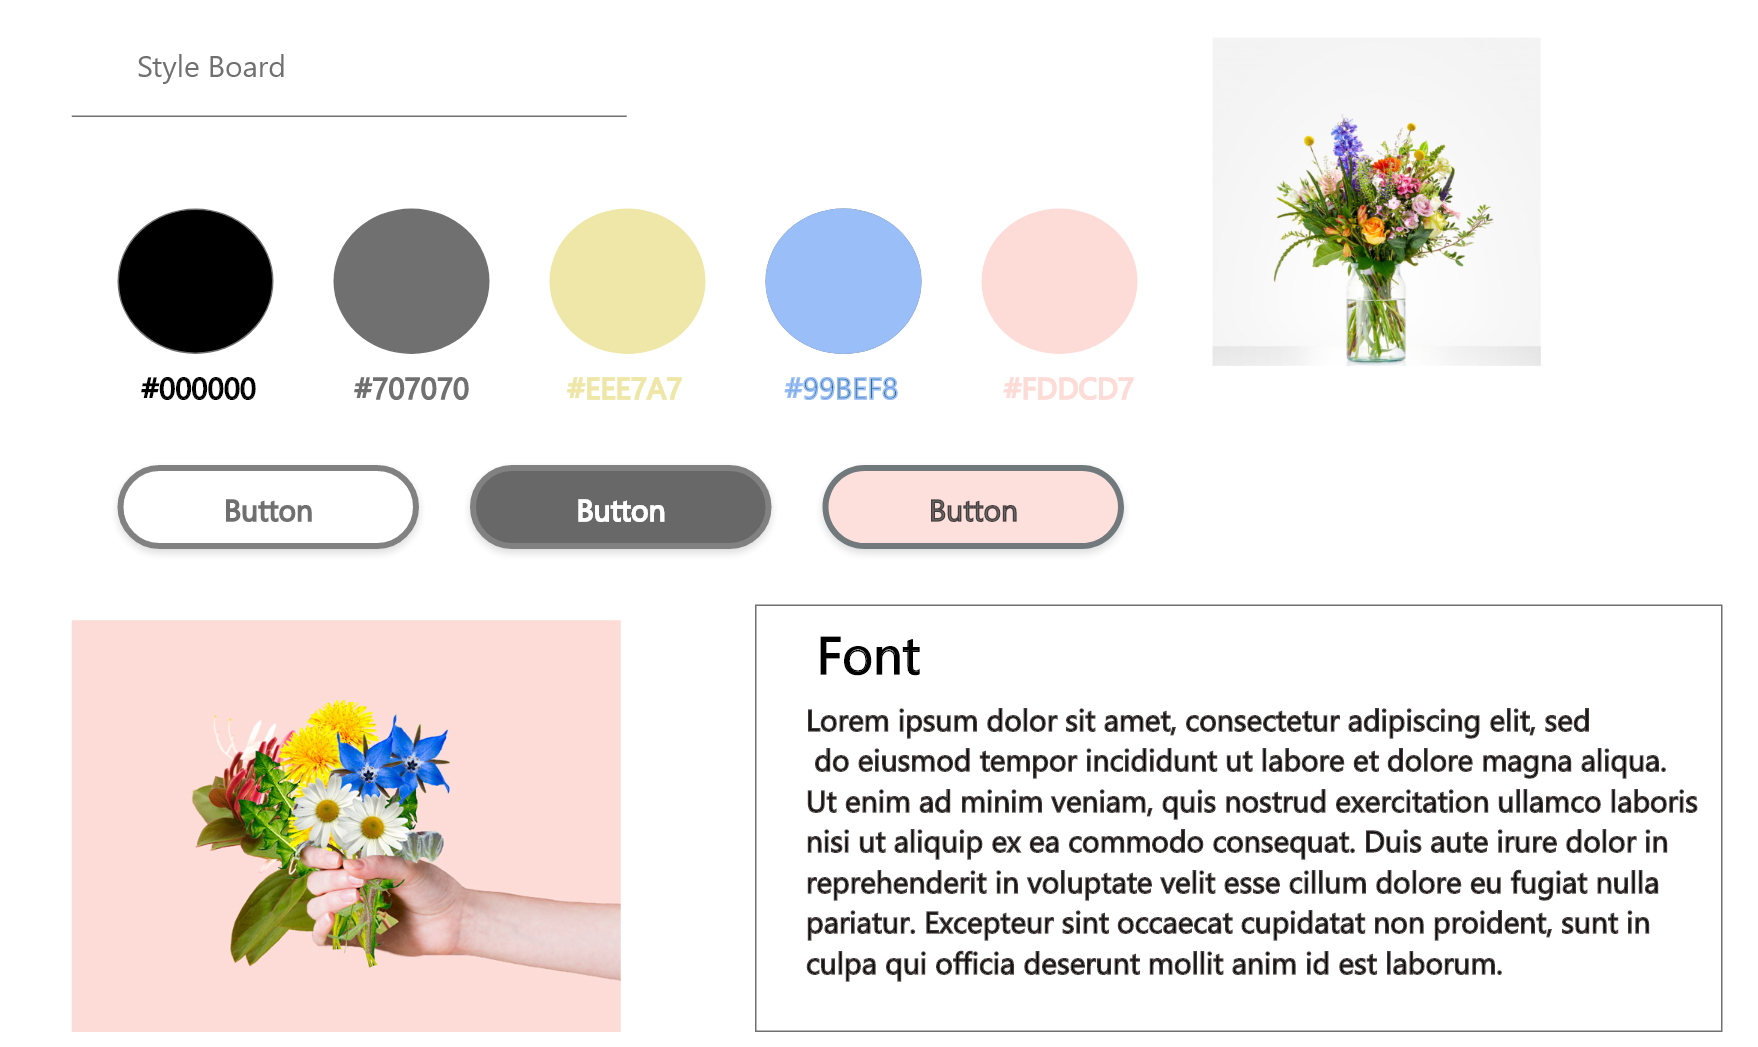 Style Board
#000000
#707070
#EEE7A7
#99BEF8
#FDDCD7
Button
Button
Button
Font
Lorem ipsum dolor sit amet, consectetur adipiscing elit, sed
do eiusmod tempor incididunt ut labore et dolore magna aliqua.
Ut enim ad minim veniam, quis nostrud exercitation ullamco laboris
nisi ut aliquip ex ea commodo consequat. Duis aute irure dolor in
reprehenderit in voluptate velit esse cillum dolore eu fugiat nulla
pariatur. Excepteur sint occaecat cupidatat non proident, sunt in
culpa qui officia deserunt mollit anim id est laborum.